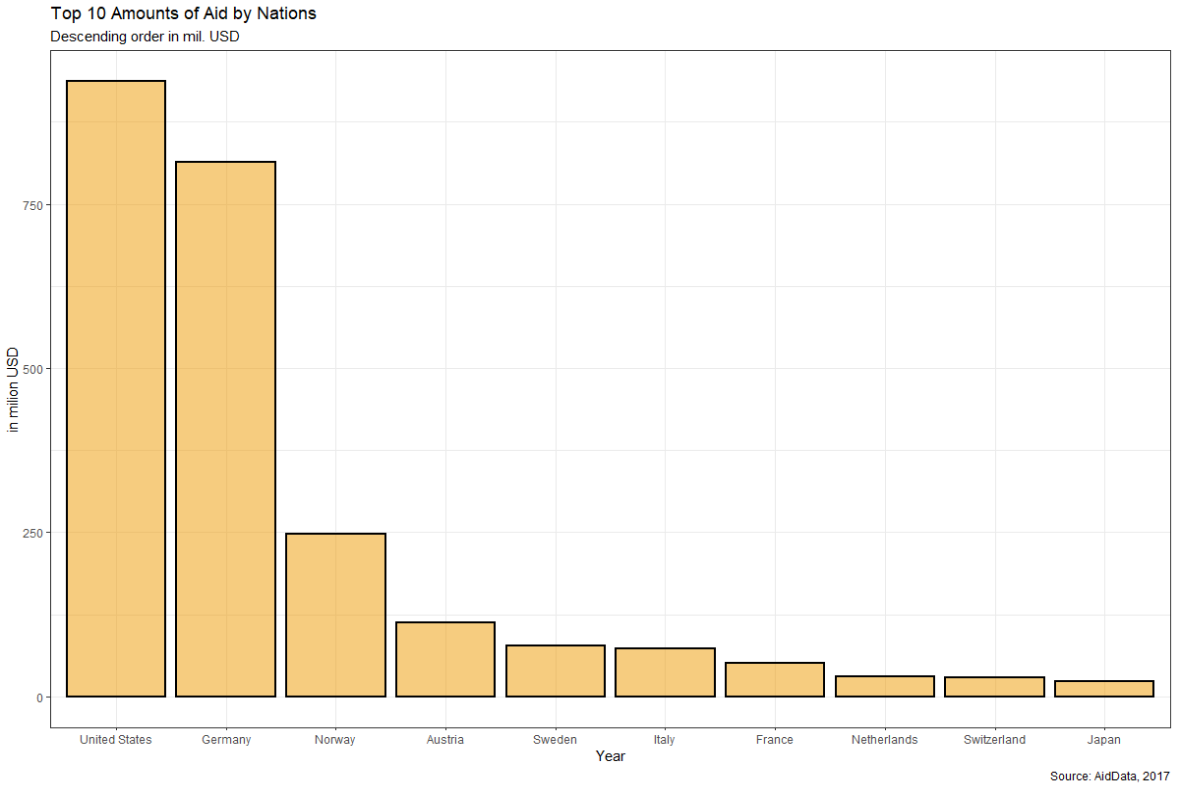 Top 10 Amounts of Aid by Nations
Descending order in mil. USD
in milion USD
750
500
250
0
United States Germany Norway Austria Sweden Italy France Netherlands Switzerland Japan
Year
Source: AidData, 2017